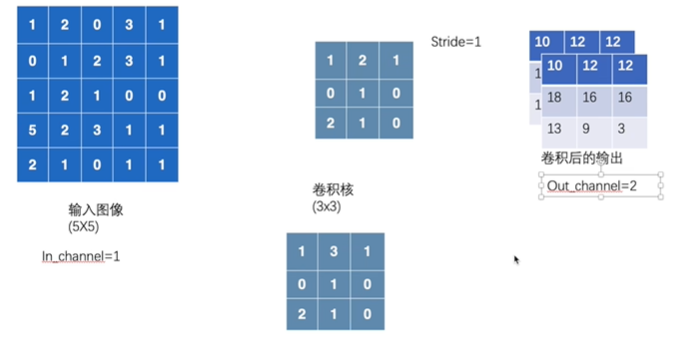 1 2 0 3 1
0 1 2 3 1
1 2 1 0 0
5 2 3 1 1
2 1 0 1 1
输入图像
(5X5)
In_channel=1
1 2 1
0 1 0
2 1 0
卷积核
(3x3)
1 3 1
0 1 0
2 1 0
Stride=1
10 12 12
1
1
10 12 12
18 16 16
13 9 3
卷积后的输出
Out_channel=2